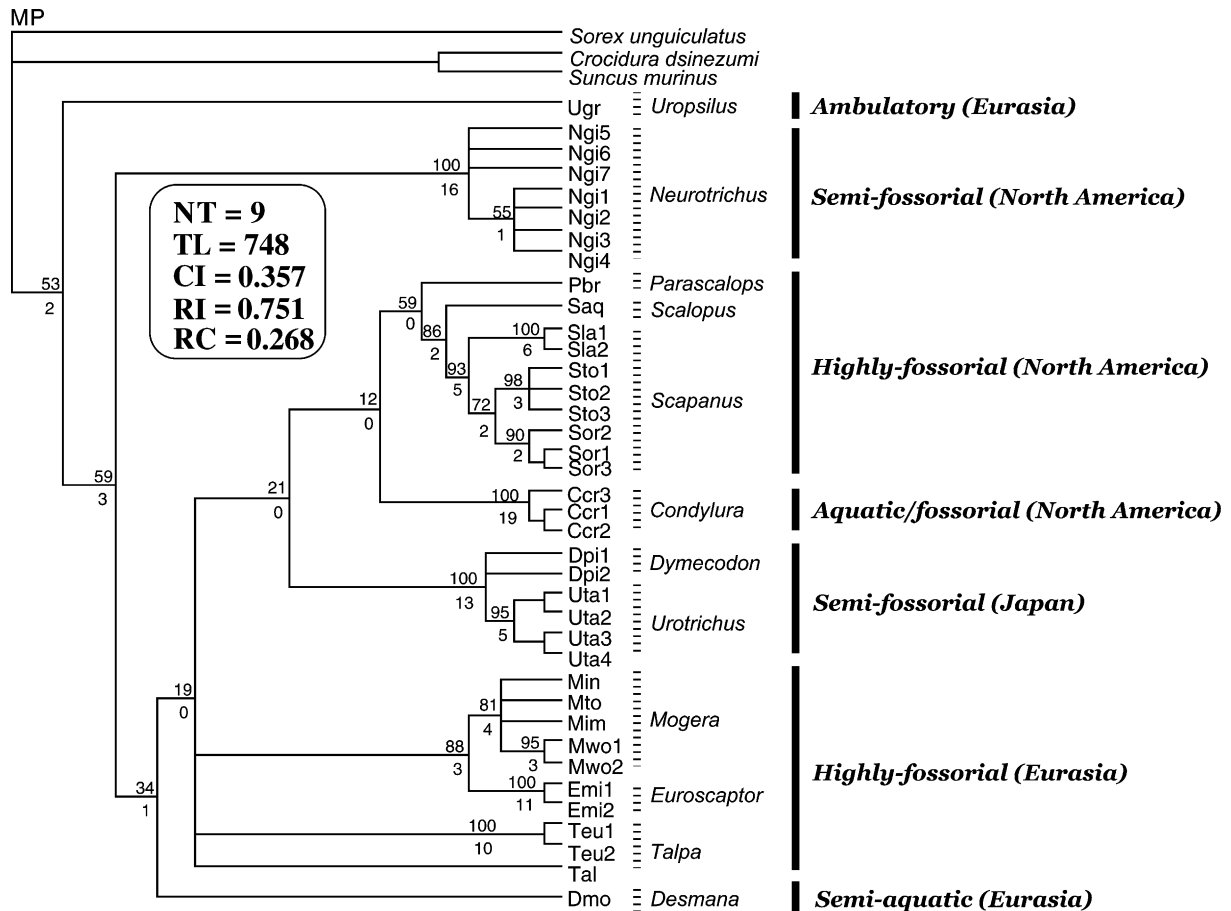 MP
Sorex unguiculatus
Crocidura dsinezumi
Suncus murinus
Ugr Uropsilus Ambulatory (Eurasia)
Ngi5
Ngi6
100 Ngi7
16 Ngi1 Neurotrichus Semi-fossorial (North America)
55 Ngi2
1 Ngi3
Ngi4
NT = 9
TL = 748
CI = 0.357
RI = 0.751
RC = 0.268
53
2
Pbr Parascalops
59
0
Saq Scalopus
86
2
100 Sla1
6 Sla2
93
5
Highly-fossorial (North America)
Sto1
98 Sto2
3 Sto3
Scapanus
72
2
Sor2
90 Sor1
2 Sor3
12
0
59
3
21
0
100 Ccr3
19 Ccr1 Condylura Aquatic/fossorial (North America)
Ccr2
Dpi1 Dymecodon
Dpi2
100
13
Semi-fossorial (Japan)
Uta1
95 Uta2 Urotrichus
5 Uta3
Uta4
19
0
Min
81 Mto
4 Mim Mogera
95 Mwo1
3 Mwo2
88
3
Highly-fossorial (Eurasia)
100 Emi1
11 Emi2 Euroscaptor
34
1
100 Teu1
10 Teu2 Talpa
Tal
Dmo Desmana Semi-aquatic (Eurasia)